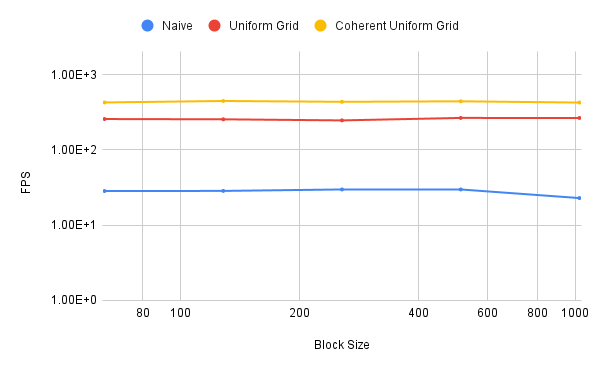 Naive Uniform Grid Coherent Uniform Grid
1.00E+3
1.00E+2
1.00E+1
1.00E+0
FPS
80 100 200 400 600 800 1000
Block Size